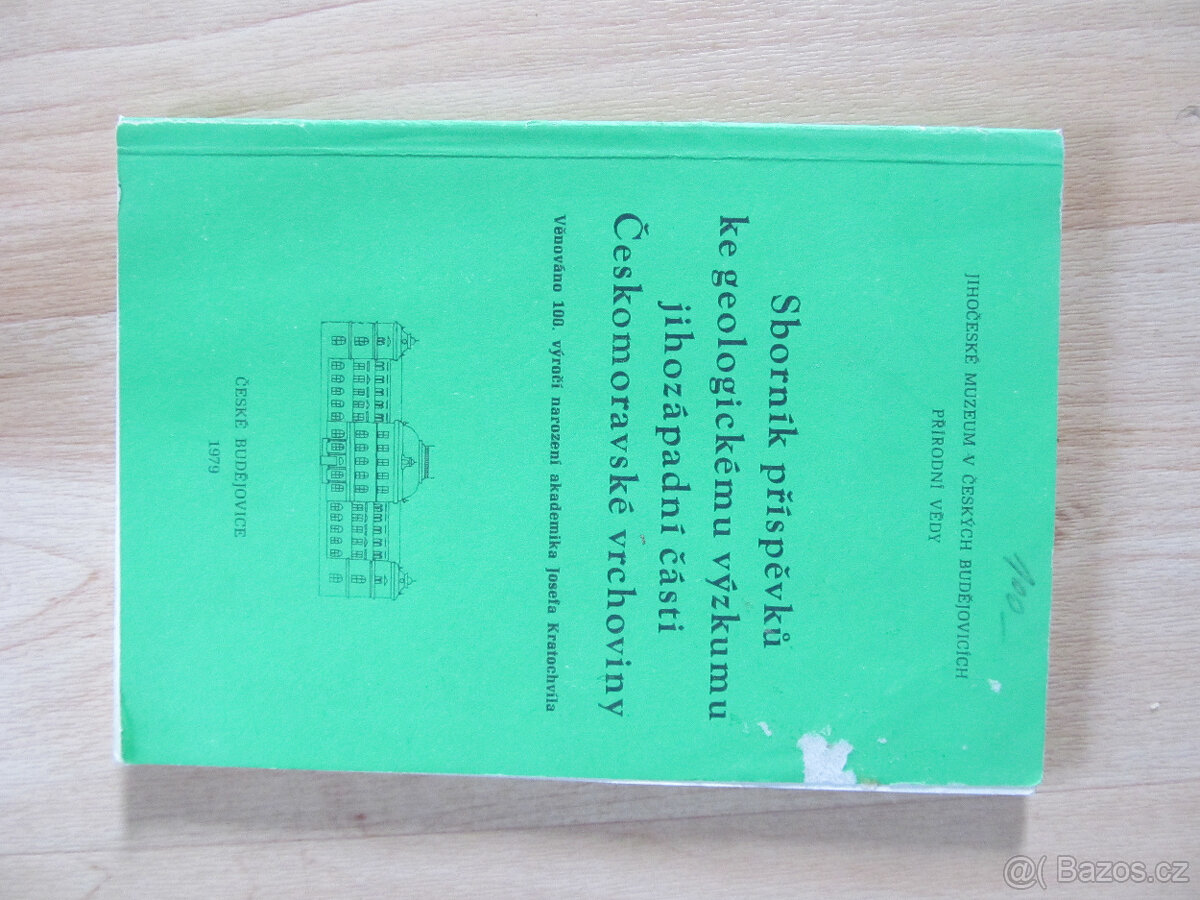 JIHOČESKÉ MUZEUM V ČESKÝCH BUDĚJOVICÍCH
PŘÍRODNÍ VĚDY
100_
Sborník příspěvků
ke geologickému výzkumu
jihozápadní části
Českomoravské vrchoviny
Věnováno 100. výročí narození akademika Josefa Kratochvíla
ČESKÉ BUDĚJOVICE
1979
@( Bazos.cz